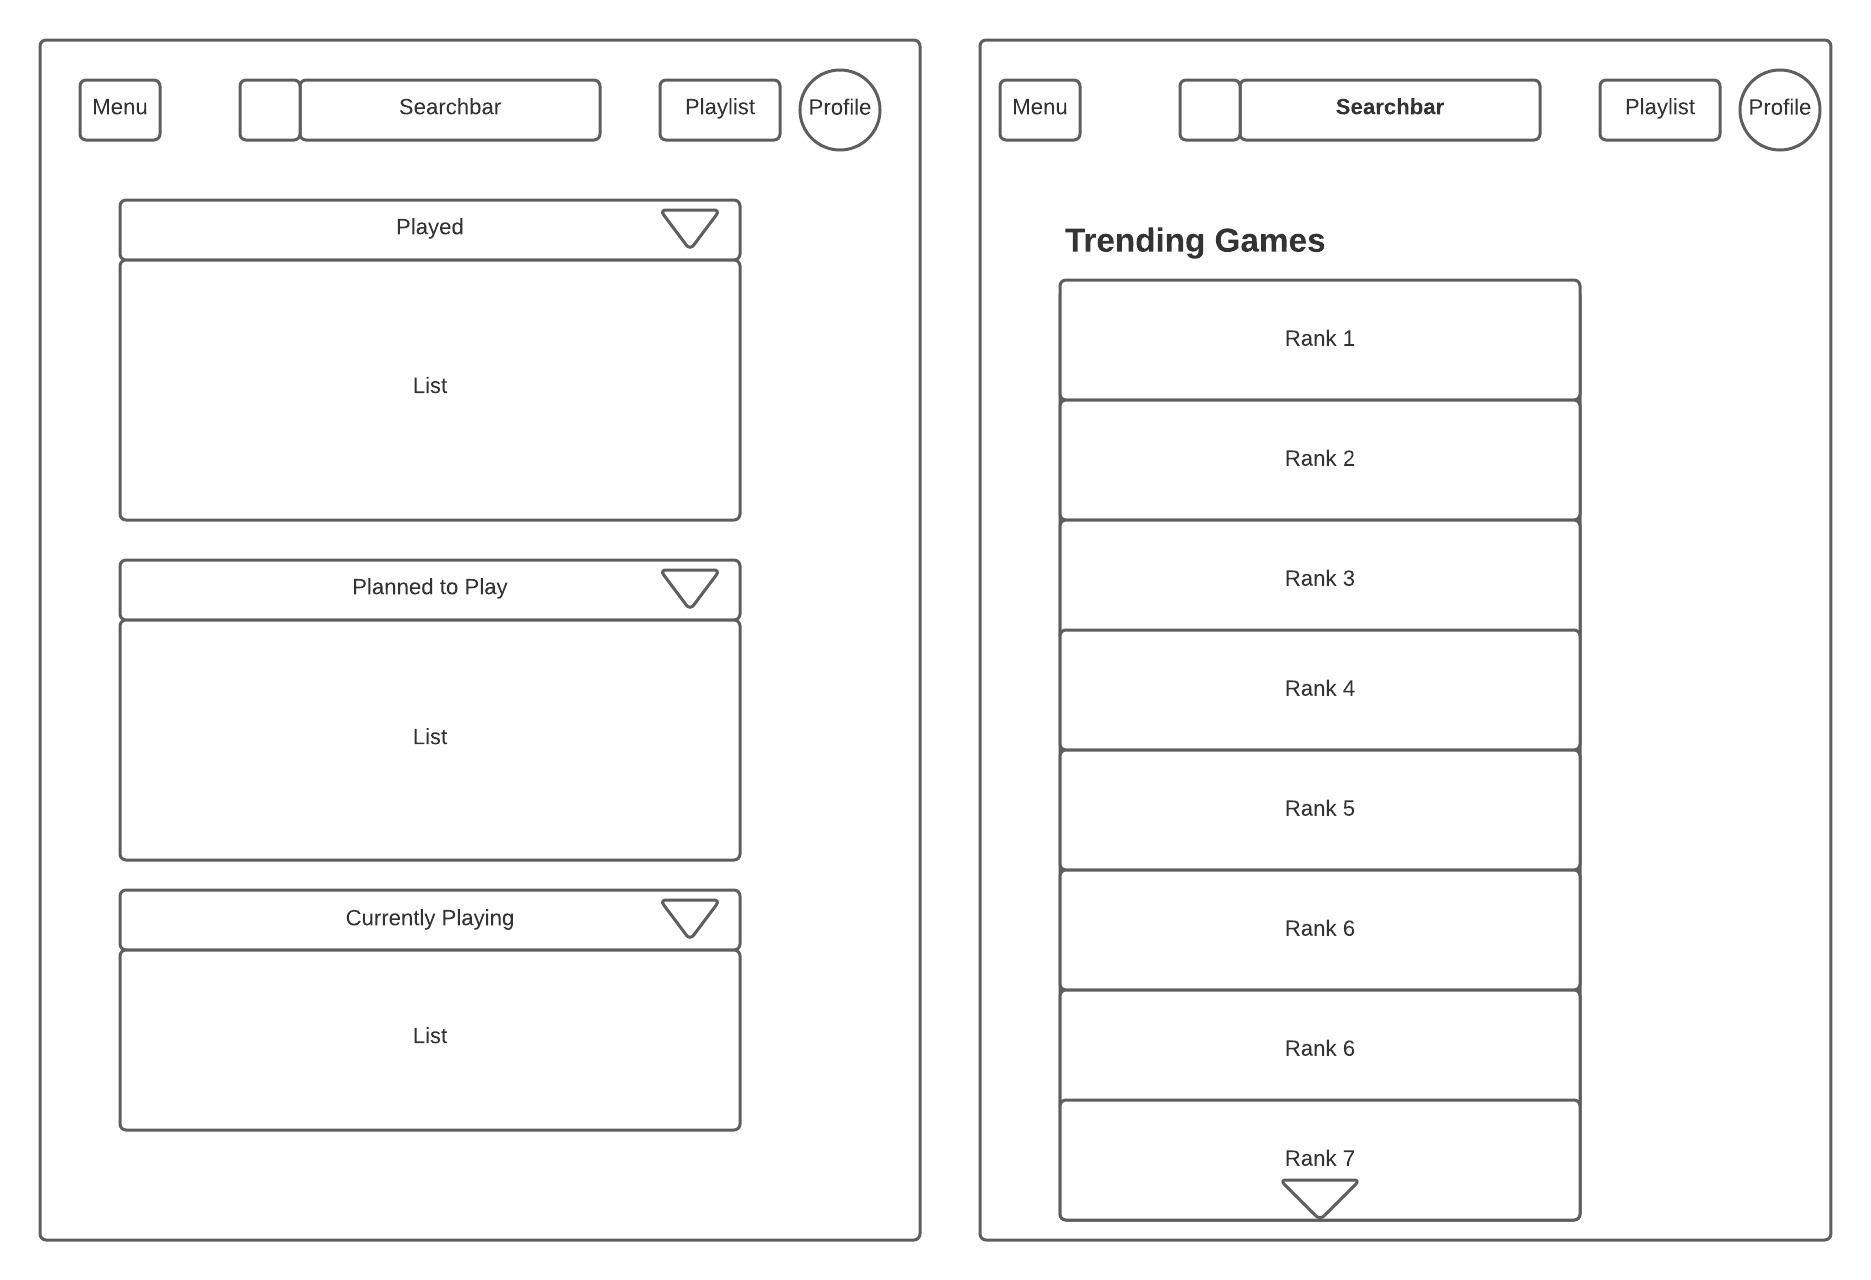 Menu
Searchbar
Playlist
Profile
Played
List
Planned to Play
List
Currently Playing
List
Menu
Searchbar
Playlist
Profile
Trending Games
Rank 1
Rank 2
Rank 3
Rank 4
Rank 5
Rank 6
Rank 6
Rank 7